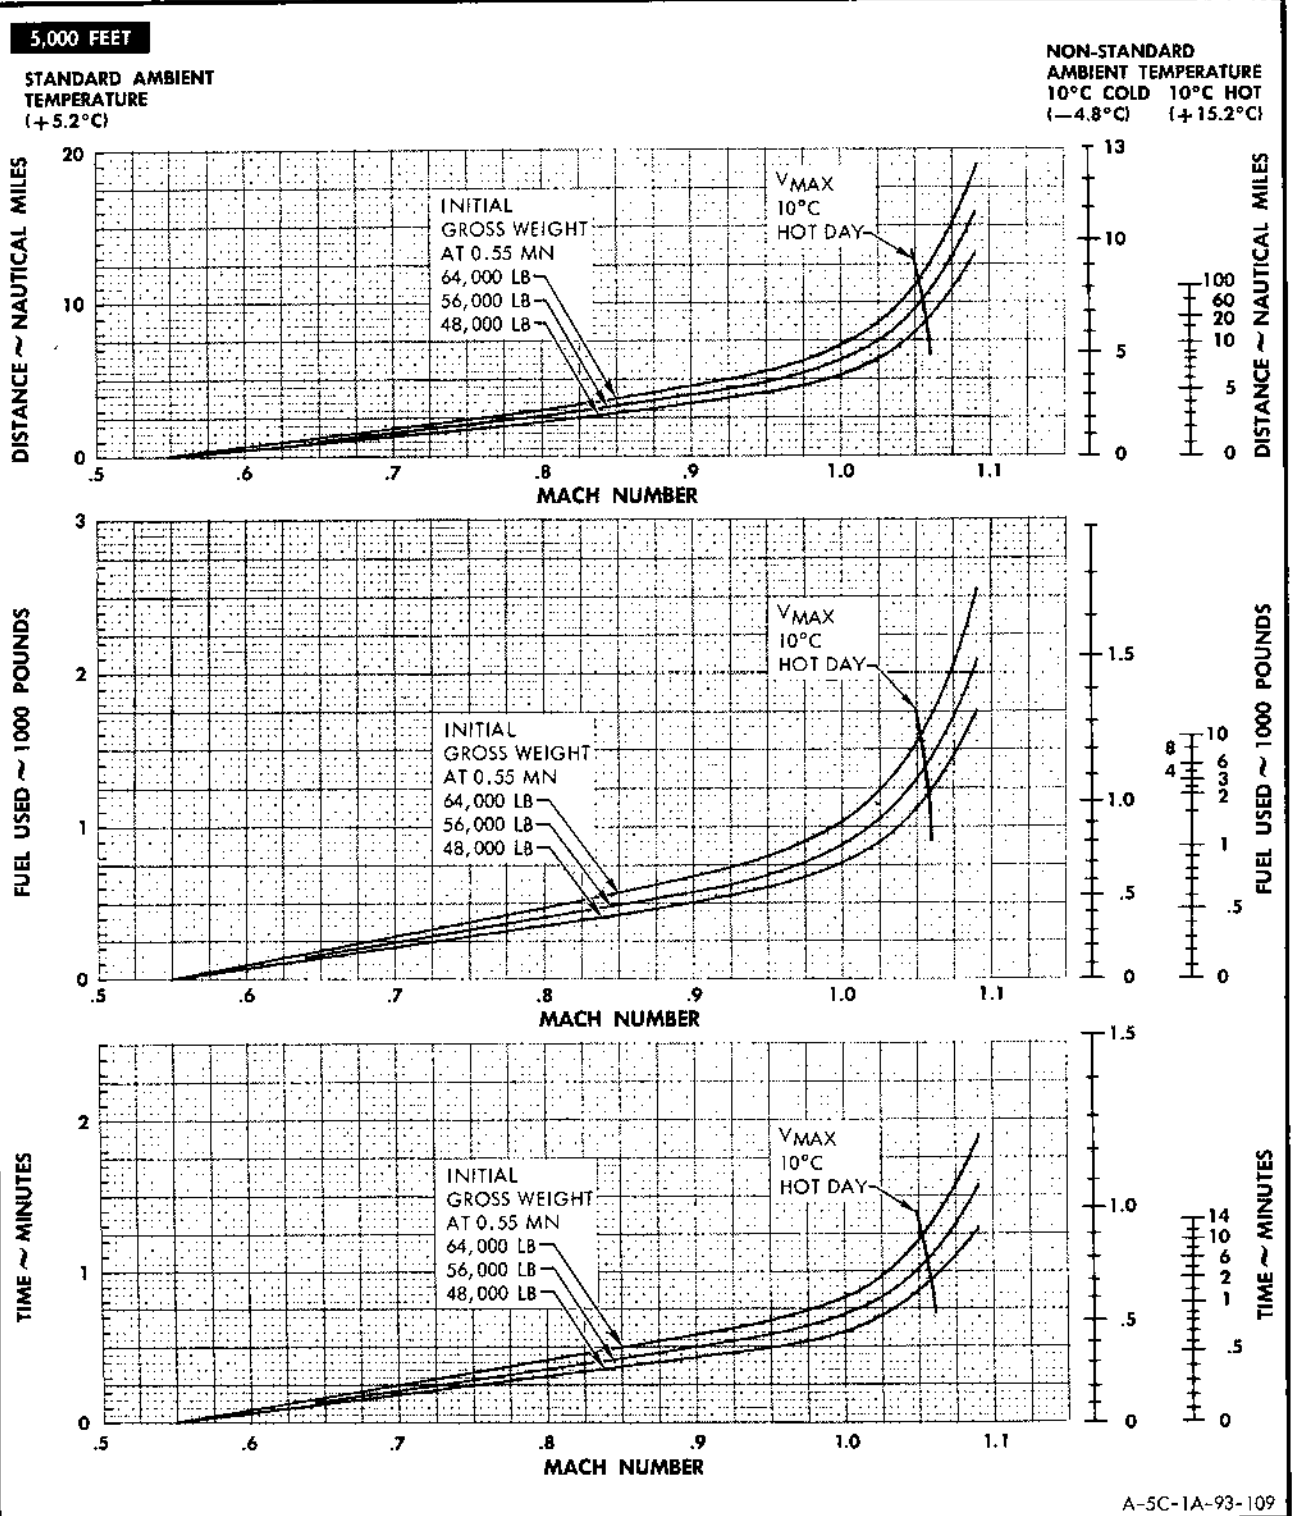 5,000 FEET
STANDARD AMBIENT
TEMPERATURE
(+5.2°C)
NON-STANDARD
AMBIENT TEMPERATURE
10°C COLD 10°C HOT
(−4.8°C) (+15.2°C)
DISTANCE ~ NAUTICAL MILES
20
10
0
INITIAL
GROSS WEIGHT
AT 0.55 MN
64,000 LB
56,000 LB
48,000 LB
VMAX
10°C
HOT DAY
13
10
5
0
100
60
20
10
5
0
DISTANCE ~ NAUTICAL MILES
.5 .6 .7 .8 .9 1.0 1.1
MACH NUMBER
FUEL USED ~ 1000 POUNDS
3
2
1
0
INITIAL
GROSS WEIGHT
AT 0.55 MN
64,000 LB
56,000 LB
48,000 LB
VMAX
10°C
HOT DAY
1.5
1.0
.5
0
10
8
6
4
3
2
1
.5
0
FUEL USED ~ 1000 POUNDS
.5 .6 .7 .8 .9 1.0 1.1
MACH NUMBER
TIME ~ MINUTES
2
1
0
INITIAL
GROSS WEIGHT
AT 0.55 MN
64,000 LB
56,000 LB
48,000 LB
VMAX
10°C
HOT DAY
1.5
1.0
.5
0
14
10
6
2
1
.5
0
TIME ~ MINUTES
.5 .6 .7 .8 .9 1.0 1.1
MACH NUMBER
A-5C-1A-93-109